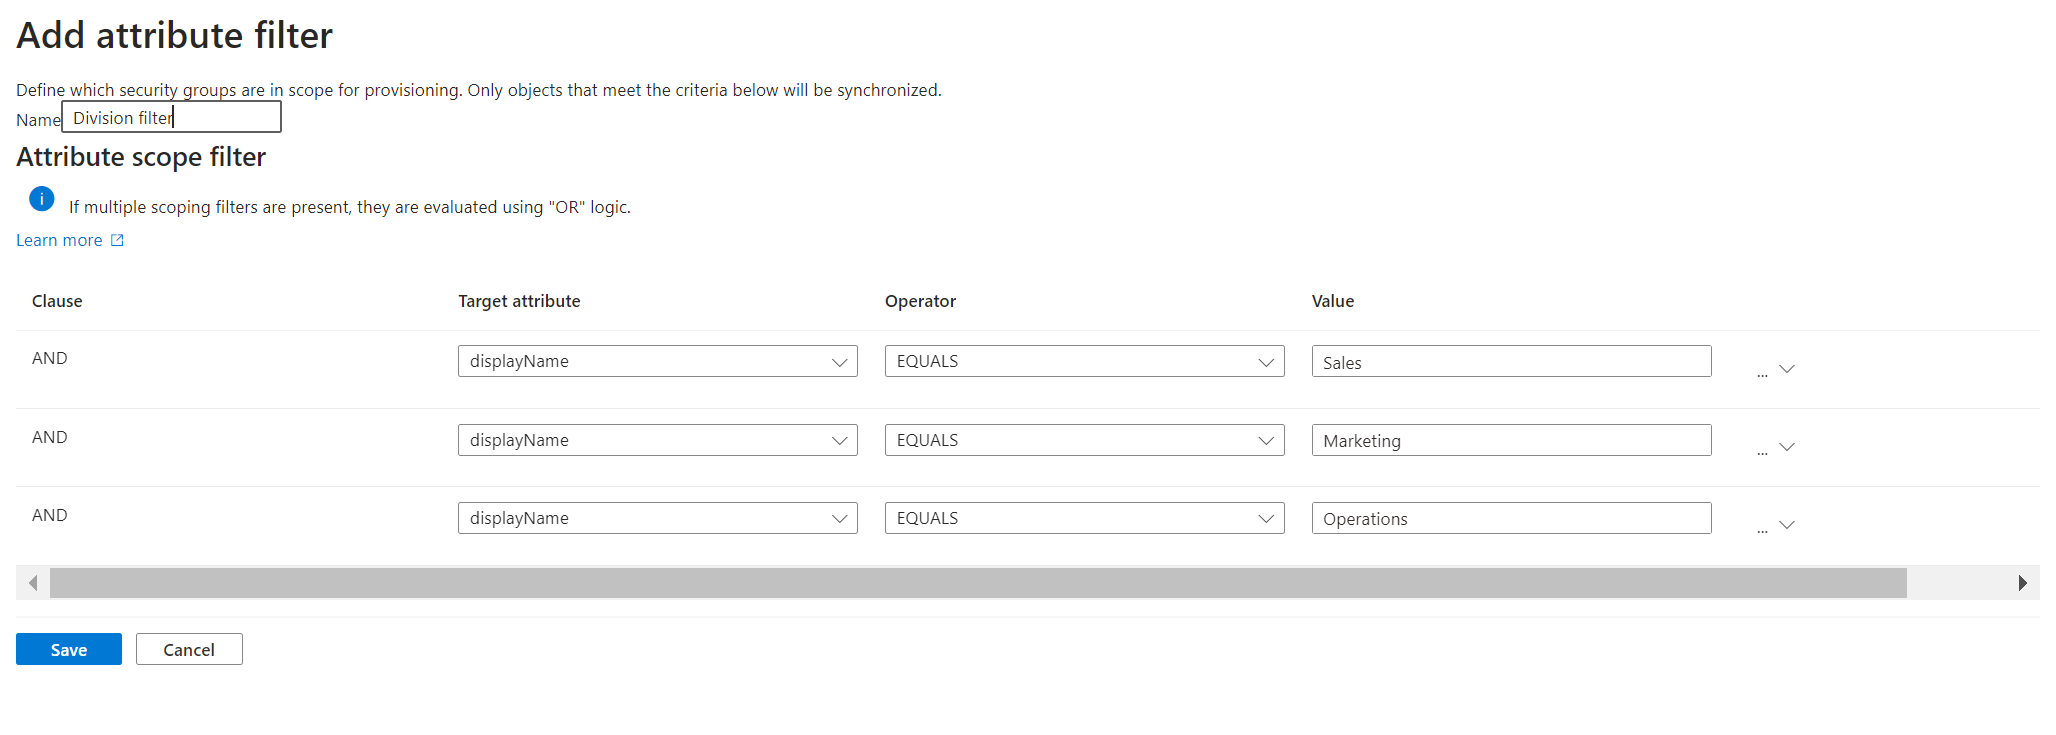 Add attribute filter
Define which security groups are in scope for provisioning. Only objects that meet the criteria below will be synchronized.
Name Division filter
Attribute scope filter
i If multiple scoping filters are present, they are evaluated using "OR" logic.
Learn more
Clause Target attribute Operator Value
AND displayName EQUALS Sales ...
AND displayName EQUALS Marketing ...
AND displayName EQUALS Operations ...
Save Cancel